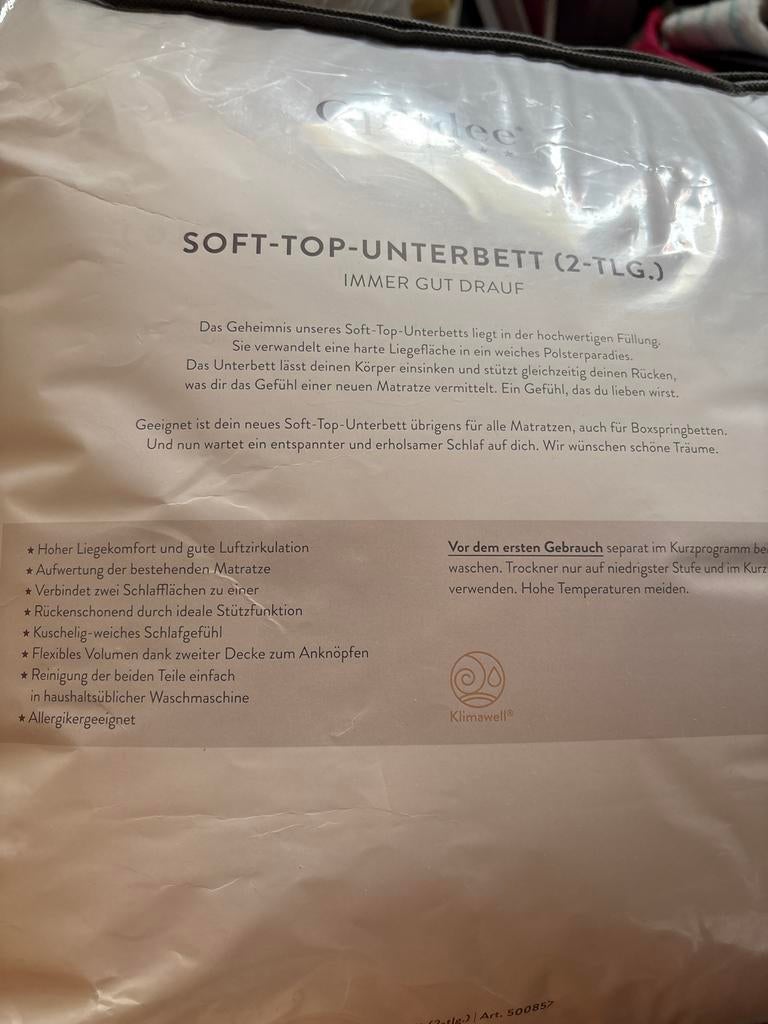 SOFT-TOP-UNTERBETT (2-TLG.)
IMMER GUT DRAUF
Das Geheimnis unseres Soft-Top-Unterbetts liegt in der hochwertigen Füllung.
Sie verwandelt eine harte Liegefläche in ein weiches Polsterparadies.
Das Unterbett lässt deinen Körper einsinken und stützt gleichzeitig deinen Rücken,
was dir das Gefühl einer neuen Matratze vermittelt. Ein Gefühl, das du lieben wirst.
Geeignet ist dein neues Soft-Top-Unterbett übrigens für alle Matratzen, auch für Boxspringbetten.
Und nun wartet ein entspannter und erholsamer Schlaf auf dich. Wir wünschen schöne Träume.
★ Hoher Liegekomfort und gute Luftzirkulation
★ Aufwertung der bestehenden Matratze
★ Verbindet zwei Schlafflächen zu einer
★ Rückenschonend durch ideale Stützfunktion
★ Kuschelig-weiches Schlafgefühl
★ Flexibles Volumen dank zweiter Decke zum Anknöpfen
★ Reinigung der beiden Teile einfach
in haushaltsüblicher Waschmaschine
★ Allergikergeeignet
Vor dem ersten Gebrauch separat im Kurzprogramm be
waschen. Trockner nur auf niedrigster Stufe und im Kurz
verwenden. Hohe Temperaturen meiden.
Klimawell®
(2-tlg.) | Art. 500857